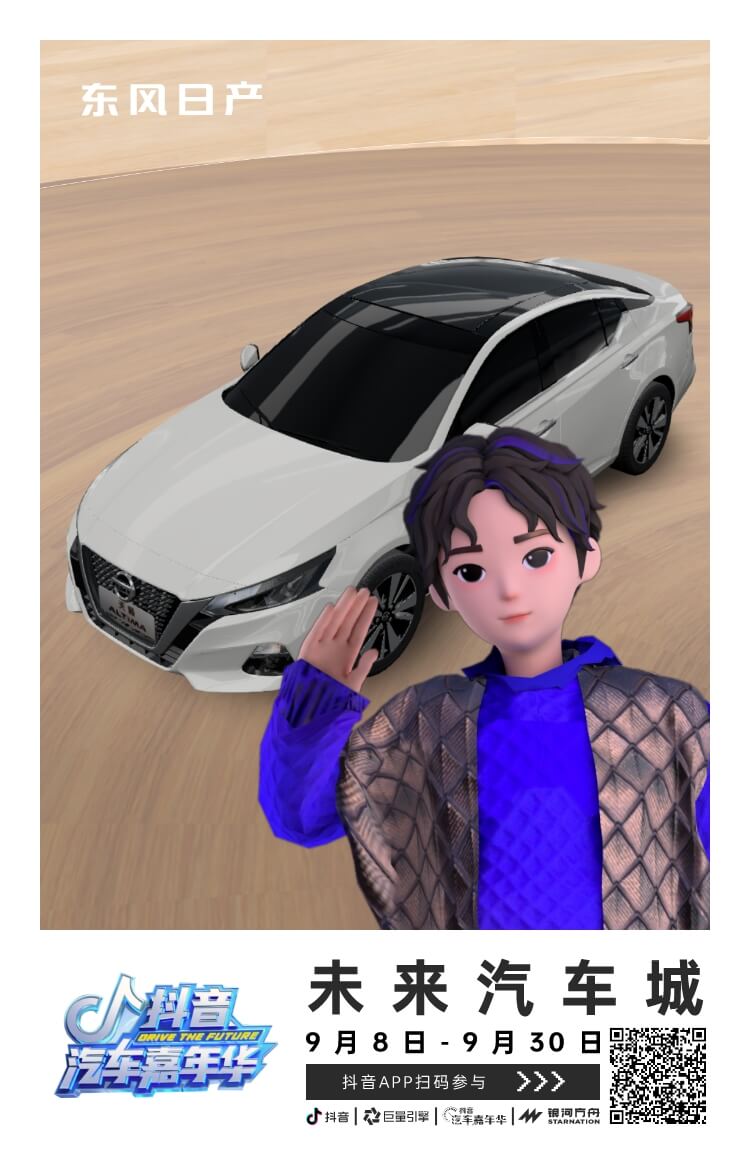 东风日产
天籁
ALTIMA
抖音
DRIVE THE FUTURE
汽车嘉年华
未来汽车城
9月8日-9月30日
抖音APP扫码参与 >>>
抖音 | 巨量引擎 | 抖音汽车嘉年华 | 银河方舟 STARNATION